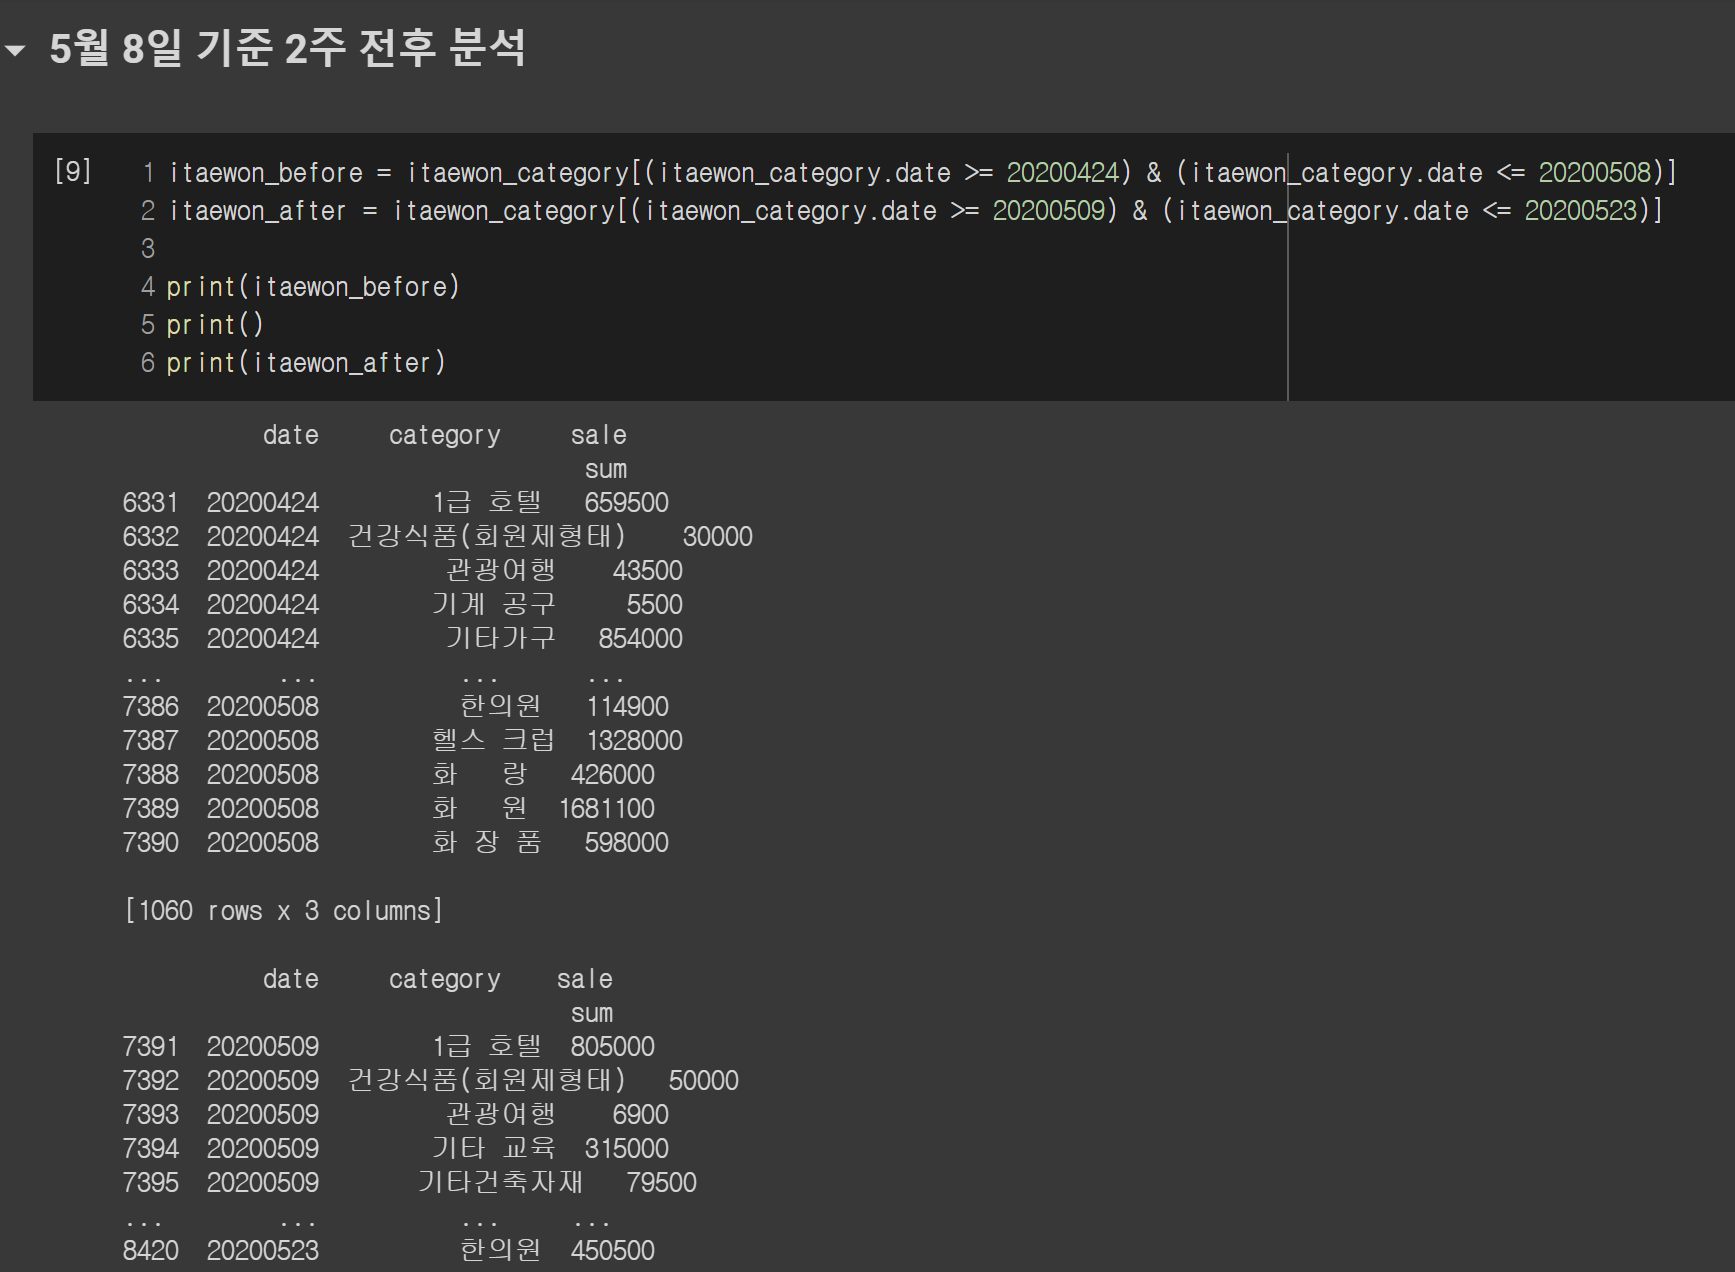 5월 8일 기준 2주 전후 분석
[9] 1 itaewon_before = itaewon_category[(itaewon_category.date >= 20200424) & (itaewon_category.date <= 20200508)]
2 itaewon_after = itaewon_category[(itaewon_category.date >= 20200509) & (itaewon_category.date <= 20200523)]
3
4 print(itaewon_before)
5 print()
6 print(itaewon_after)
date category sale
sum
6331 20200424 1급 호텔 659500
6332 20200424 건강식품(회원제형태) 30000
6333 20200424 관광여행 43500
6334 20200424 기계 공구 5500
6335 20200424 기타가구 854000
... ... ... ...
7386 20200508 한의원 114900
7387 20200508 헬스 크럽 1328000
7388 20200508 화 랑 426000
7389 20200508 화 원 1681100
7390 20200508 화 장 품 598000
[1060 rows x 3 columns]
date category sale
sum
7391 20200509 1급 호텔 805000
7392 20200509 건강식품(회원제형태) 50000
7393 20200509 관광여행 6900
7394 20200509 기타 교육 315000
7395 20200509 기타건축자재 79500
... ... ... ...
8420 20200523 한의원 450500